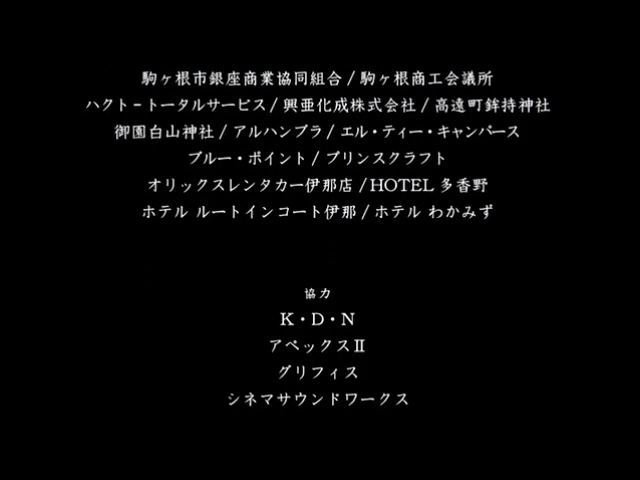 駒ヶ根市銀座商業協同組合 / 駒ヶ根商工会議所
ハクト－トータルサービス / 興亜化成株式会社 / 高遠町鉾持神社
御園白山神社 / アルハンブラ / エル・ティー・キャンバース
ブルー・ポイント / プリンスクラフト
オリックスレンタカー伊那店 / HOTEL 多香野
ホテル ルートインコート伊那 / ホテル わかみず
協力
K・D・N
アペックスⅡ
グリフィス
シネマサウンドワークス